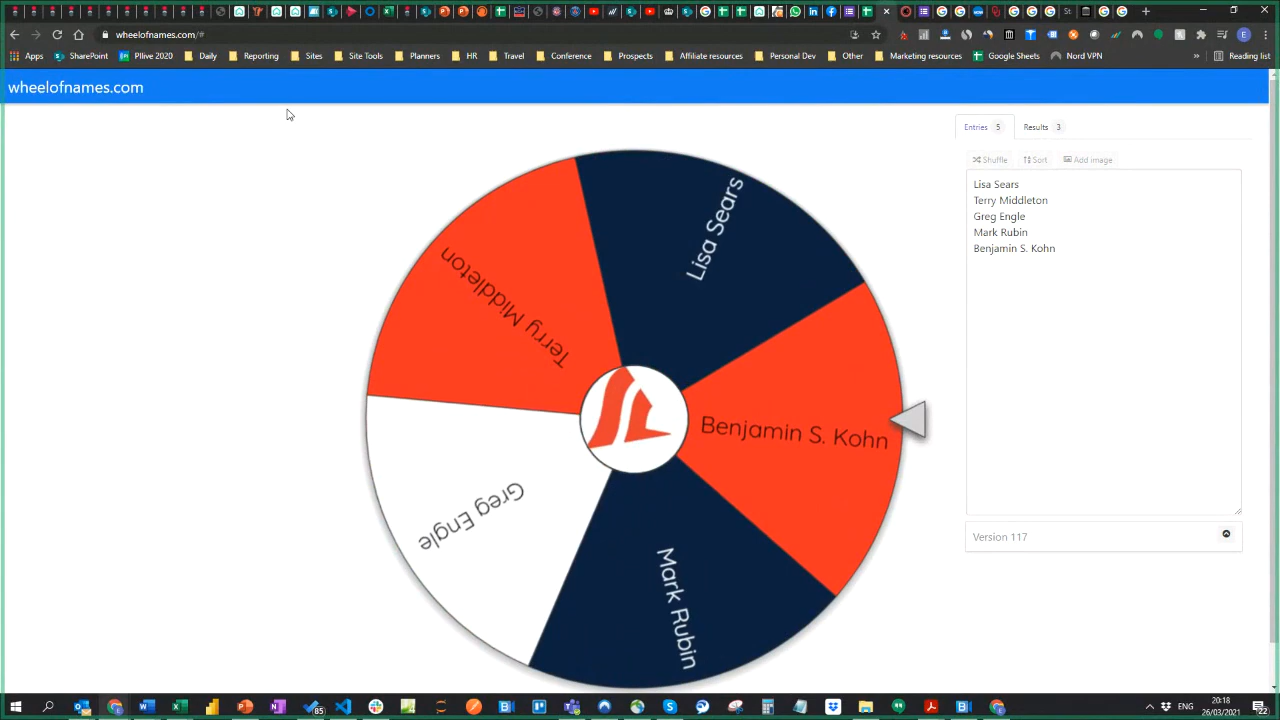 wheelofnames.com/#
E
Apps
SharePoint
Pllive 2020
Daily
Reporting
Sites
Site Tools
Planners
HR
Travel
Conference
Prospects
Affiliate resources
Personal Dev
Other
Marketing resources
Google Sheets
Nord VPN
»
Reading list
wheelofnames.com
Entries 5
Results 3
Shuffle
Sort
Add image
Lisa Sears
Terry Middleton
Greg Engle
Mark Rubin
Benjamin S. Kohn
Version 117
Lisa Sears
Terry Middleton
Benjamin S. Kohn
Greg Engle
Mark Rubin
85
ENG
20:18
26/03/2021